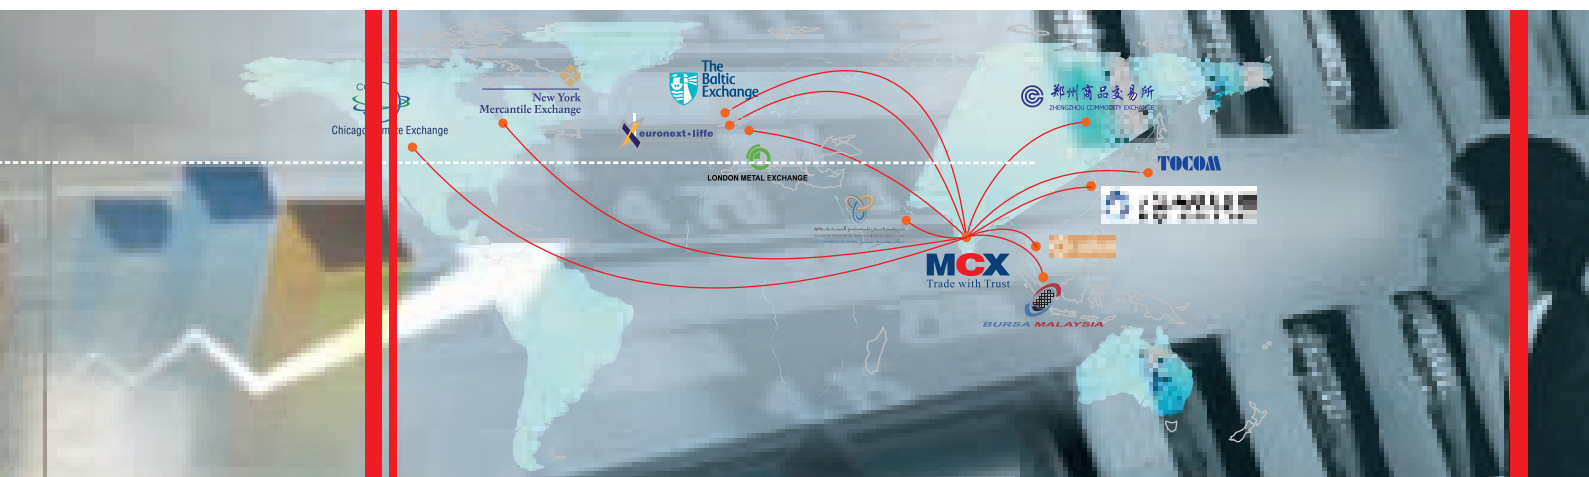 The
Baltic
Exchange
New York
Mercantile Exchange
Exchange
euronext•liffe
LONDON METAL EXCHANGE
郑州商品交易所
ZHENGZHOU COMMODITY EXCHANGE
TOCOM
MCX
Trade with Trust
BURSA MALAYSIA